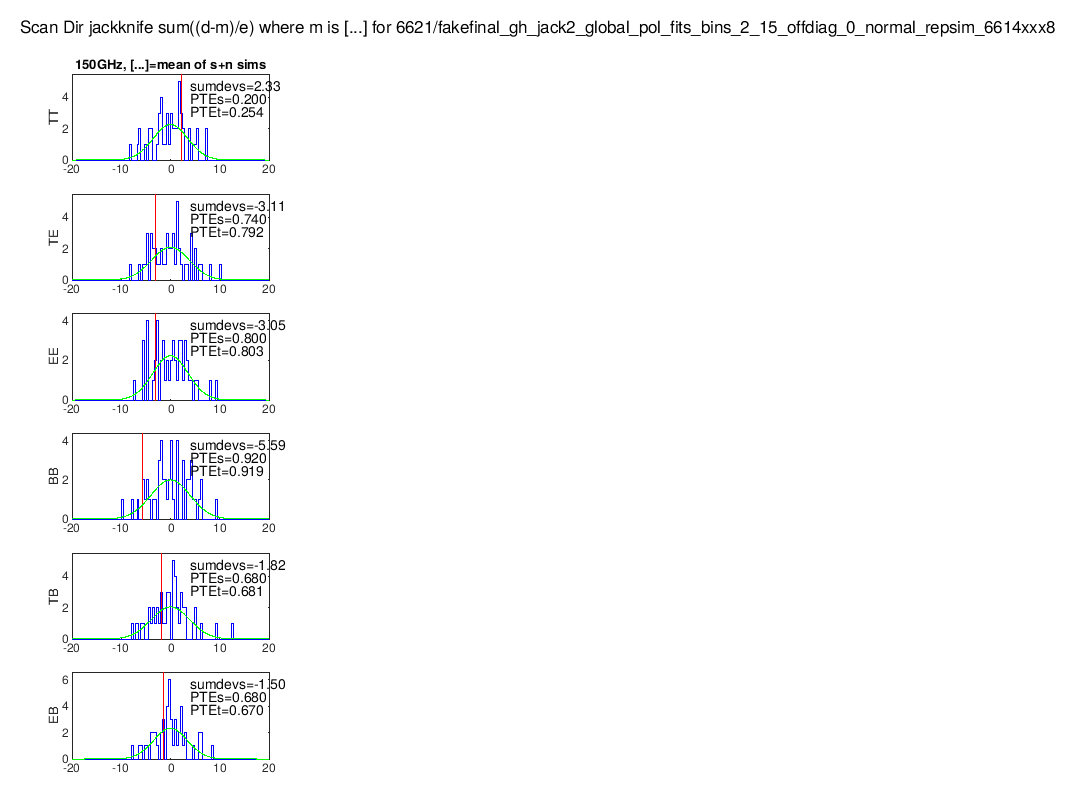 Scan Dir jackknife sum((d-m)/e) where m is [...] for 6621/fakefinal_gh_jack2_global_pol_fits_bins_2_15_offdiag_0_normal_repsim_6614xxx8
150GHz, [...]=mean of s+n sims
sumdevs=2.33
PTEs=0.200
PTEt=0.254
TT
4
2
0
-20 -10 0 10 20
sumdevs=-3.11
PTEs=0.740
PTEt=0.792
TE
4
2
0
-20 -10 0 10 20
sumdevs=-3.05
PTEs=0.800
PTEt=0.803
EE
4
2
0
-20 -10 0 10 20
sumdevs=-5.59
PTEs=0.920
PTEt=0.919
BB
4
2
0
-20 -10 0 10 20
sumdevs=-1.82
PTEs=0.680
PTEt=0.681
TB
4
2
0
-20 -10 0 10 20
sumdevs=-1.50
PTEs=0.680
PTEt=0.670
EB
6
4
2
0
-20 -10 0 10 20